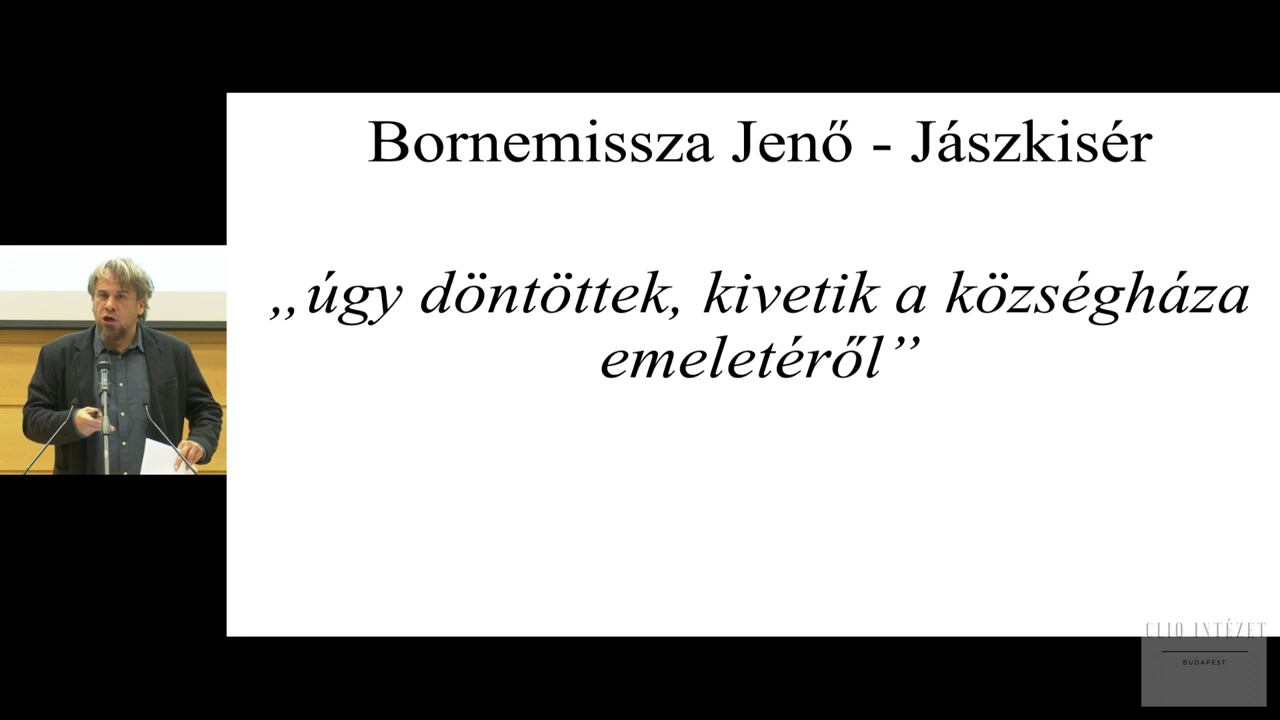 Bornemissza Jenő - Jászkisér
„úgy döntöttek, kivetik a községháza
emeletéről”
CLIO INTÉZET
BUDAPEST